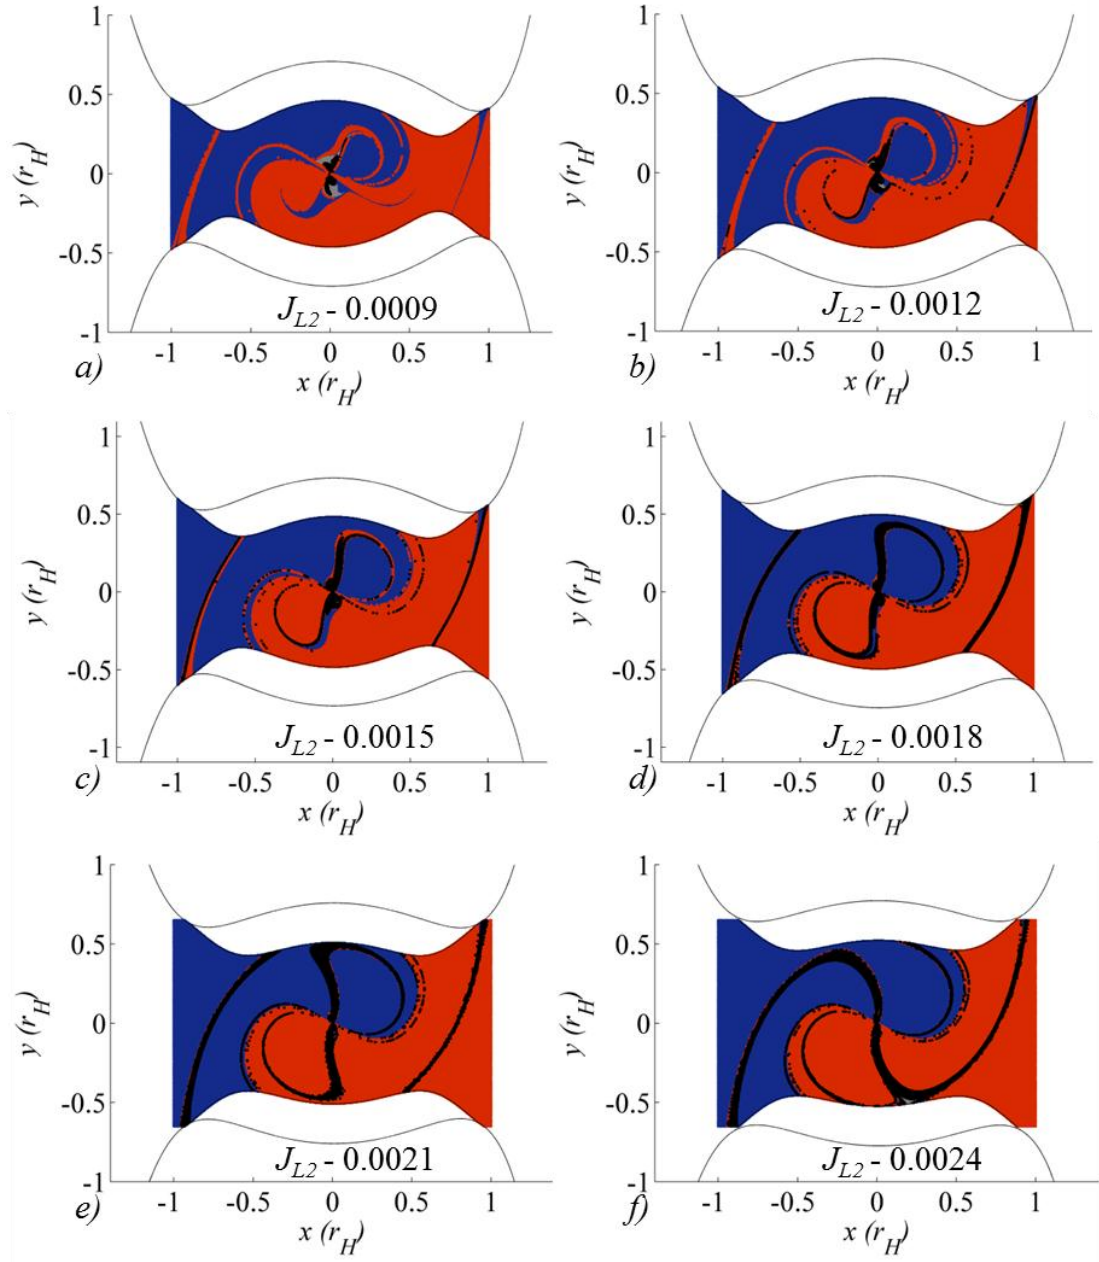 1
0.5
0
-0.5
-1
y (r_H)
J_L2 - 0.0009
-1 -0.5 0 0.5 1
x (r_H)
a)
1
0.5
0
-0.5
-1
y (r_H)
J_L2 - 0.0012
-1 -0.5 0 0.5 1
x (r_H)
b)
1
0.5
0
-0.5
-1
y (r_H)
J_L2 - 0.0015
-1 -0.5 0 0.5 1
x (r_H)
c)
1
0.5
0
-0.5
-1
y (r_H)
J_L2 - 0.0018
-1 -0.5 0 0.5 1
x (r_H)
d)
1
0.5
0
-0.5
-1
y (r_H)
J_L2 - 0.0021
-1 -0.5 0 0.5 1
x (r_H)
e)
1
0.5
0
-0.5
-1
y (r_H)
J_L2 - 0.0024
-1 -0.5 0 0.5 1
x (r_H)
f)